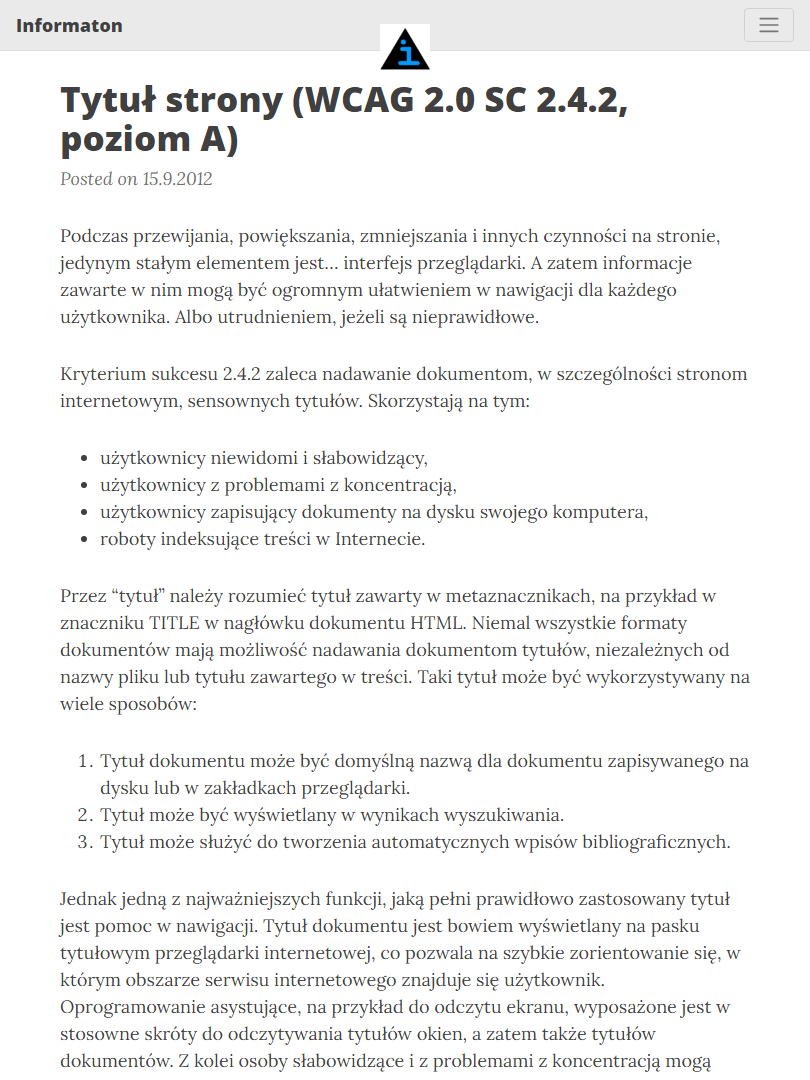 Informaton
i
Tytuł strony (WCAG 2.0 SC 2.4.2,
poziom A)
Posted on 15.9.2012
Podczas przewijania, powiększania, zmniejszania i innych czynności na stronie,
jedynym stałym elementem jest… interfejs przeglądarki. A zatem informacje
zawarte w nim mogą być ogromnym ułatwieniem w nawigacji dla każdego
użytkownika. Albo utrudnieniem, jeżeli są nieprawidłowe.
Kryterium sukcesu 2.4.2 zaleca nadawanie dokumentom, w szczególności stronom
internetowym, sensownych tytułów. Skorzystają na tym:
• użytkownicy niewidomi i słabowidzący,
• użytkownicy z problemami z koncentracją,
• użytkownicy zapisujący dokumenty na dysku swojego komputera,
• roboty indeksujące treści w Internecie.
Przez “tytuł” należy rozumieć tytuł zawarty w metaznacznikach, na przykład w
znaczniku TITLE w nagłówku dokumentu HTML. Niemal wszystkie formaty
dokumentów mają możliwość nadawania dokumentom tytułów, niezależnych od
nazwy pliku lub tytułu zawartego w treści. Taki tytuł może być wykorzystywany na
wiele sposobów:
1. Tytuł dokumentu może być domyślną nazwą dla dokumentu zapisywanego na
dysku lub w zakładkach przeglądarki.
2. Tytuł może być wyświetlany w wynikach wyszukiwania.
3. Tytuł może służyć do tworzenia automatycznych wpisów bibliograficznych.
Jednak jedną z najważniejszych funkcji, jaką pełni prawidłowo zastosowany tytuł
jest pomoc w nawigacji. Tytuł dokumentu jest bowiem wyświetlany na pasku
tytułowym przeglądarki internetowej, co pozwala na szybkie zorientowanie się, w
którym obszarze serwisu internetowego znajduje się użytkownik.
Oprogramowanie asystujące, na przykład do odczytu ekranu, wyposażone jest w
stosowne skróty do odczytywania tytułów okien, a zatem także tytułów
dokumentów. Z kolei osoby słabowidzące i z problemami z koncentracją mogą